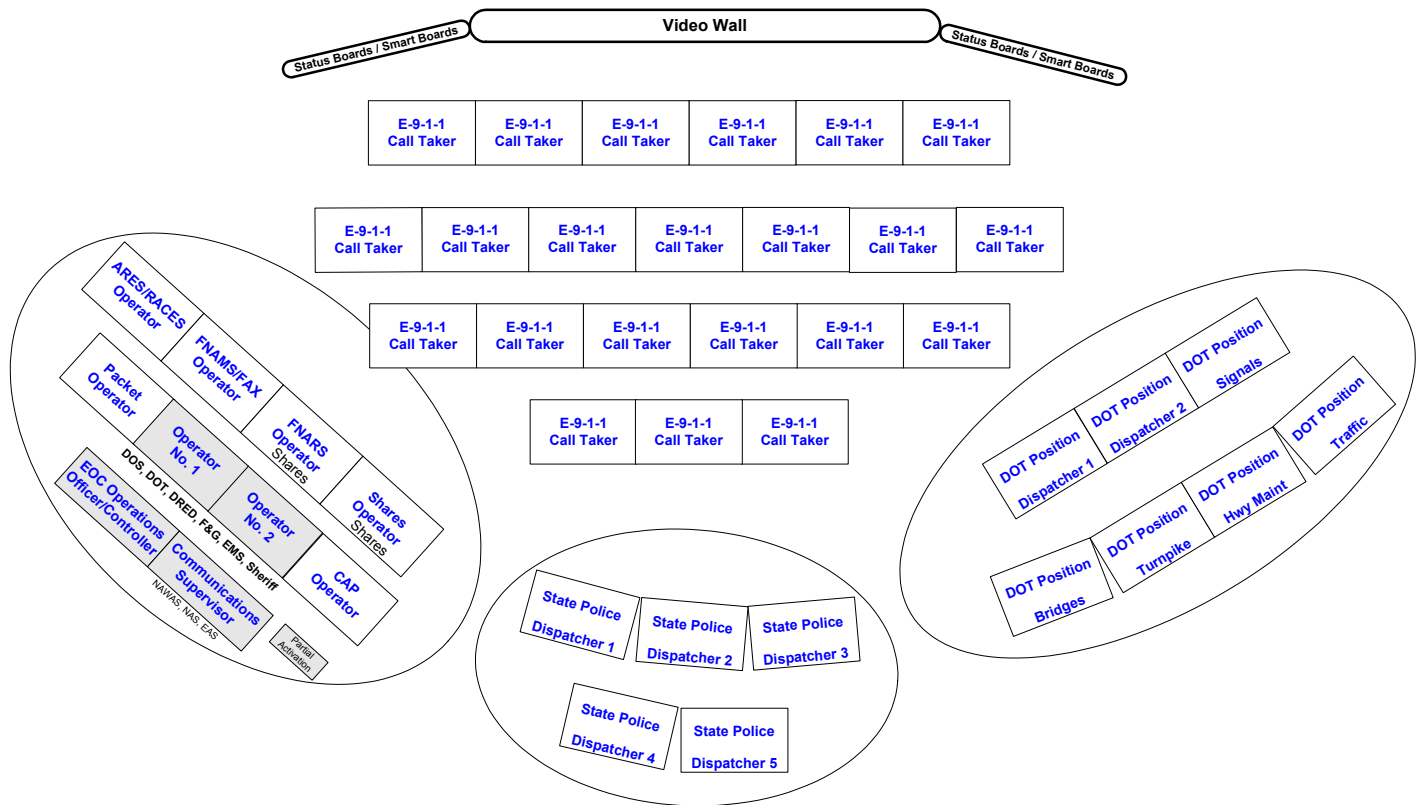 Video Wall
Status Boards / Smart Boards
Status Boards / Smart Boards
E-9-1-1
Call Taker
E-9-1-1
Call Taker
E-9-1-1
Call Taker
E-9-1-1
Call Taker
E-9-1-1
Call Taker
E-9-1-1
Call Taker
E-9-1-1
Call Taker
E-9-1-1
Call Taker
E-9-1-1
Call Taker
E-9-1-1
Call Taker
E-9-1-1
Call Taker
E-9-1-1
Call Taker
E-9-1-1
Call Taker
E-9-1-1
Call Taker
E-9-1-1
Call Taker
E-9-1-1
Call Taker
E-9-1-1
Call Taker
E-9-1-1
Call Taker
E-9-1-1
Call Taker
E-9-1-1
Call Taker
E-9-1-1
Call Taker
E-9-1-1
Call Taker
ARES/RACES
Operator
FNAMS/FAX
Operator
FNARS
Operator
Shares
Shares
Operator
Shares
Packet
Operator
Operator
No. 1
Operator
No. 2
CAP
Operator
DOS, DOT, DRED, F&G, EMS, Sheriff
EOC Operations
Officer/Controller
Communications
Supervisor
NAWAS, NAS, EAS
Partial
Activation
State Police
Dispatcher 1
State Police
Dispatcher 2
State Police
Dispatcher 3
State Police
Dispatcher 4
State Police
Dispatcher 5
DOT Position
Dispatcher 1
DOT Position
Dispatcher 2
DOT Position
Signals
DOT Position
Bridges
DOT Position
Turnpike
DOT Position
Hwy Maint
DOT Position
Traffic